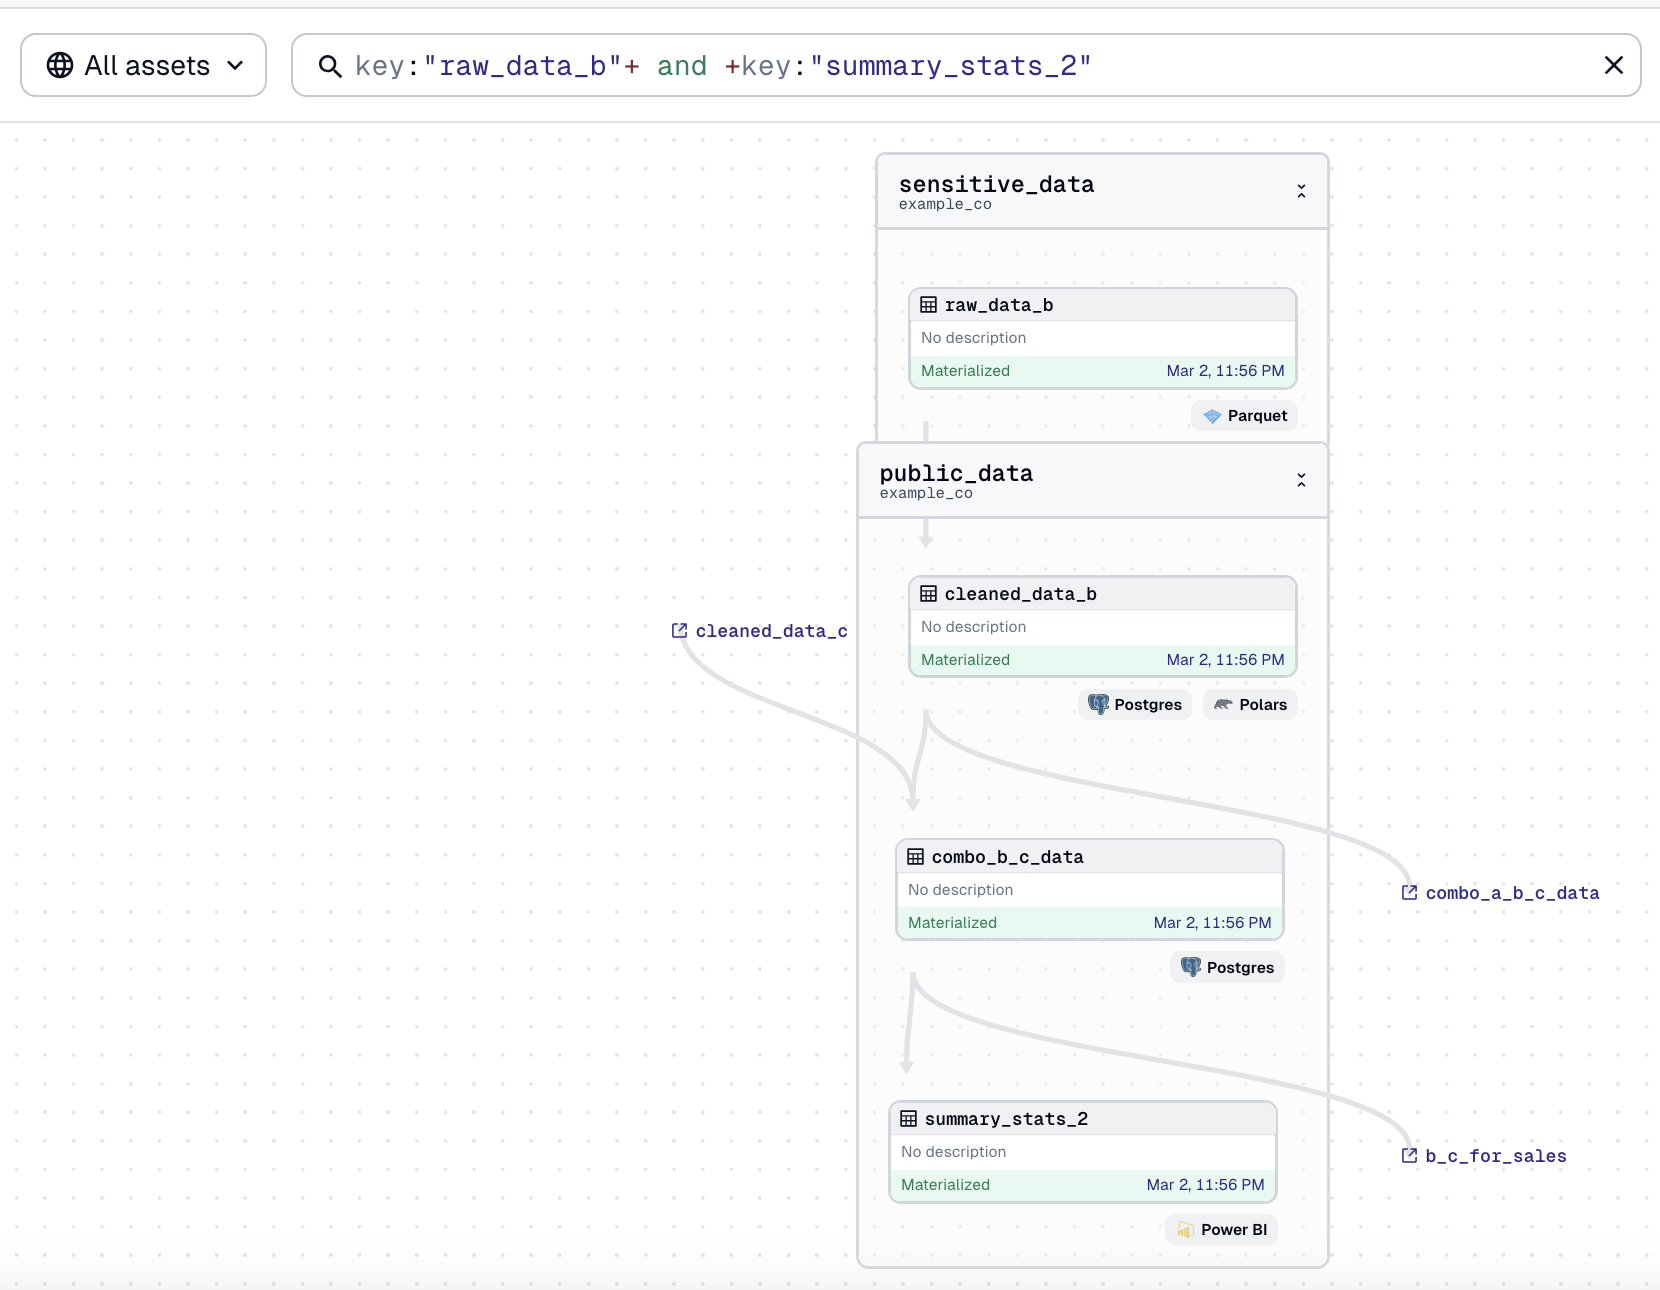 All assets
key:"raw_data_b"+ and +key:"summary_stats_2"
sensitive_data
example_co
raw_data_b
No description
Materialized Mar 2, 11:56 PM
Parquet
public_data
example_co
cleaned_data_b
No description
Materialized Mar 2, 11:56 PM
Postgres Polars
cleaned_data_c
combo_b_c_data
No description
Materialized Mar 2, 11:56 PM
Postgres
combo_a_b_c_data
summary_stats_2
No description
Materialized Mar 2, 11:56 PM
Power BI
b_c_for_sales